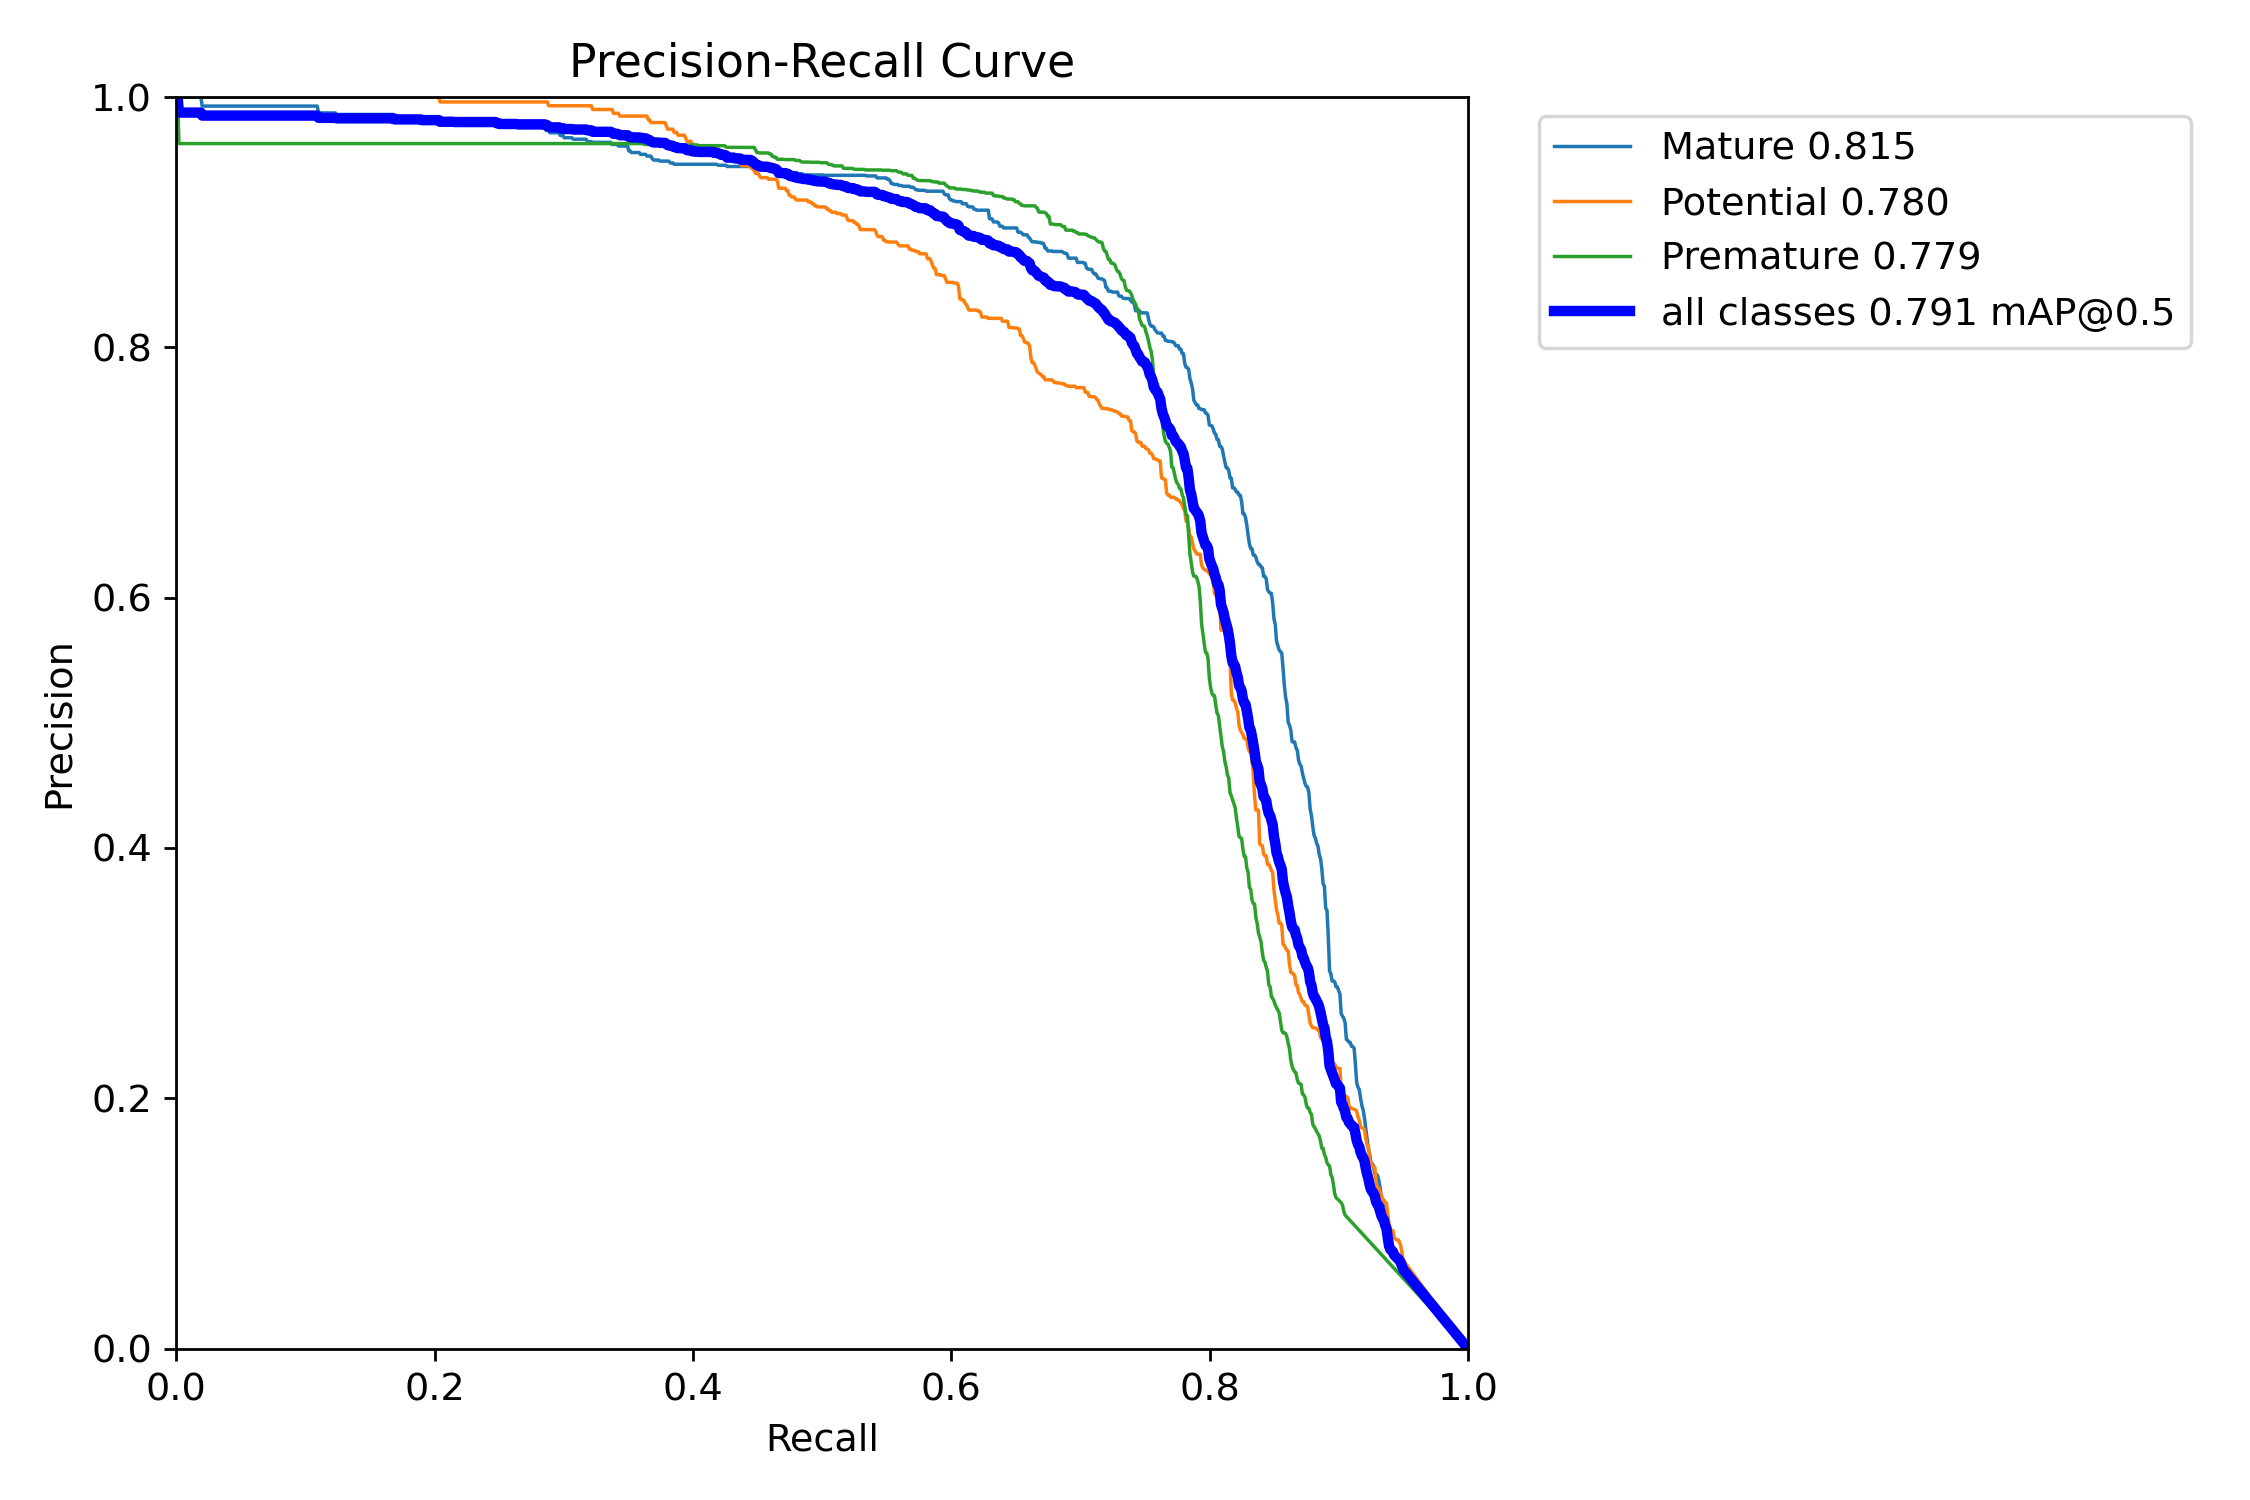 Precision-Recall Curve
1.0
0.8
0.6
0.4
0.2
0.0
Precision
0.0 0.2 0.4 0.6 0.8 1.0
Recall
Mature 0.815
Potential 0.780
Premature 0.779
all classes 0.791 mAP@0.5